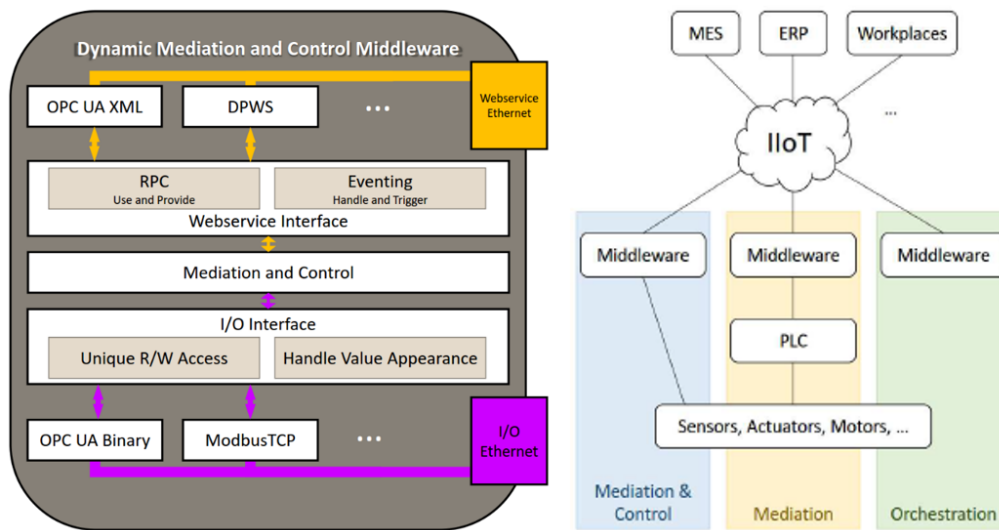 Dynamic Mediation and Control Middleware
OPC UA XML
DPWS
...
Webservice
Ethernet
RPC
Use and Provide
Eventing
Handle and Trigger
Webservice Interface
Mediation and Control
I/O Interface
Unique R/W Access
Handle Value Appearance
OPC UA Binary
ModbusTCP
...
I/O
Ethernet
MES
ERP
Workplaces
...
IIoT
Middleware
Middleware
Middleware
PLC
Sensors, Actuators, Motors, ...
Mediation &
Control
Mediation
Orchestration